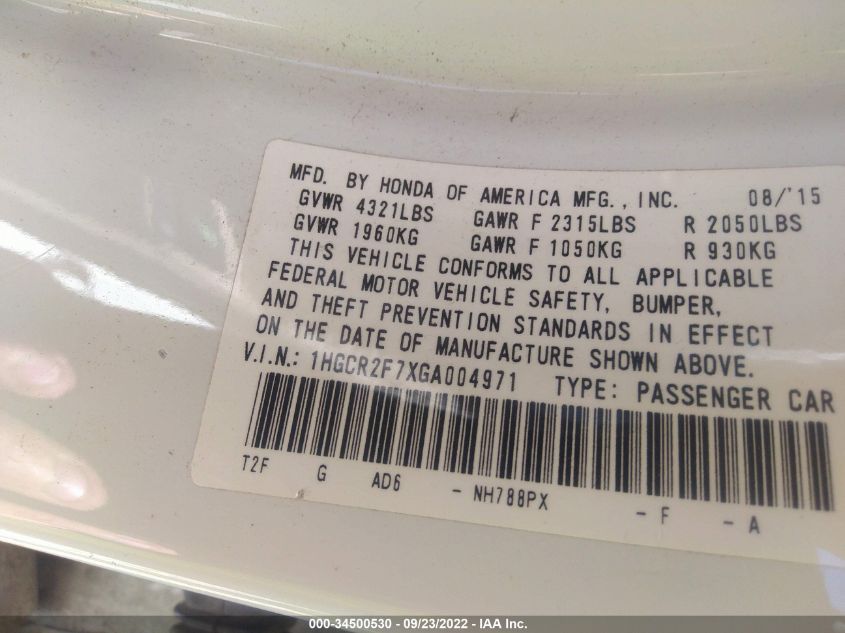 MFD. BY HONDA OF AMERICA MFG., INC. 08/'15
GVWR 4321LBS GAWR F 2315LBS R 2050LBS
GVWR 1960KG GAWR F 1050KG R 930KG
THIS VEHICLE CONFORMS TO ALL APPLICABLE
FEDERAL MOTOR VEHICLE SAFETY, BUMPER,
AND THEFT PREVENTION STANDARDS IN EFFECT
ON THE DATE OF MANUFACTURE SHOWN ABOVE.
V.I.N.: 1HGCR2F7XGA004971 TYPE: PASSENGER CAR
T2F G AD6 - NH788PX - F - A
000-34500530 - 09/23/2022 - IAA Inc.